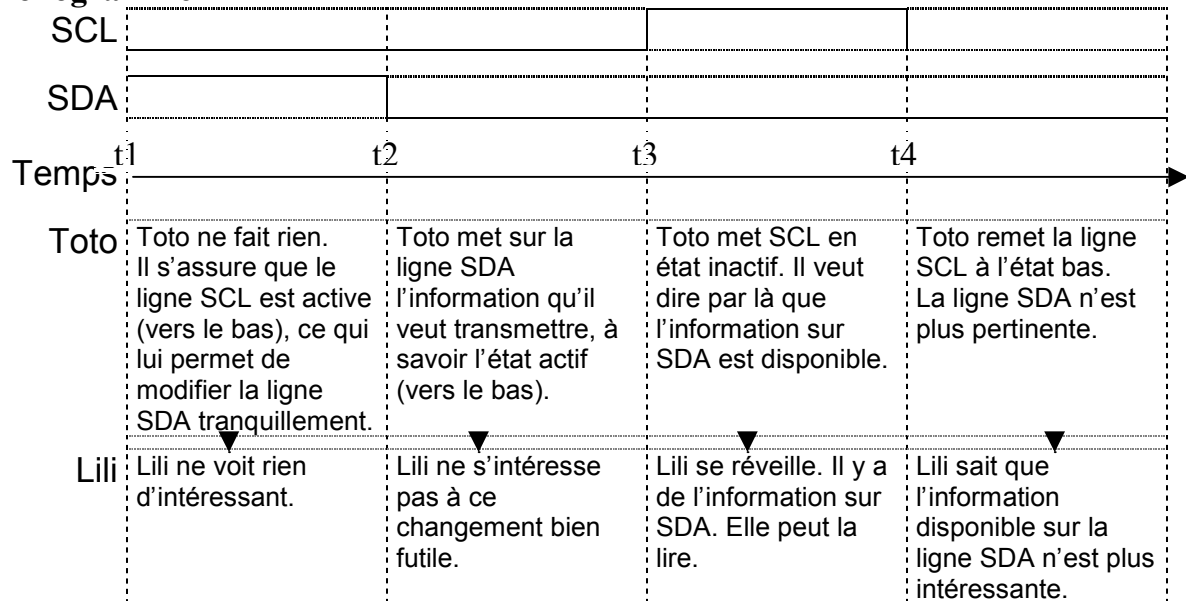 SCL
SDA
t1 t2 t3 t4
Temps
Toto
Toto ne fait rien.
Il s’assure que le
ligne SCL est active
(vers le bas), ce qui
lui permet de
modifier la ligne
SDA tranquillement.
Toto met sur la
ligne SDA
l’information qu’il
veut transmettre, à
savoir l’état actif
(vers le bas).
Toto met SCL en
état inactif. Il veut
dire par là que
l’information sur
SDA est disponible.
Toto remet la ligne
SCL à l’état bas.
La ligne SDA n’est
plus pertinente.
Lili
Lili ne voit rien
d’intéressant.
Lili ne s’intéresse
pas à ce
changement bien
futile.
Lili se réveille. Il y a
de l’information sur
SDA. Elle peut la
lire.
Lili sait que
l’information
disponible sur la
ligne SDA n’est plus
intéressante.